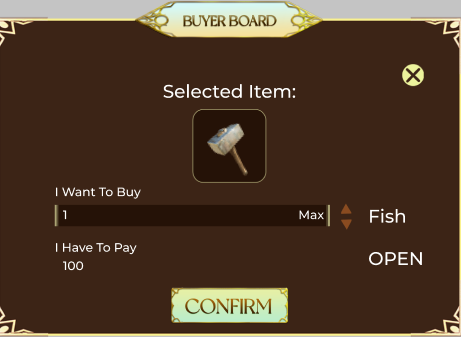 BUYER BOARD
Selected Item:
I Want To Buy
1 Max
Fish
I Have To Pay
100
OPEN
CONFIRM